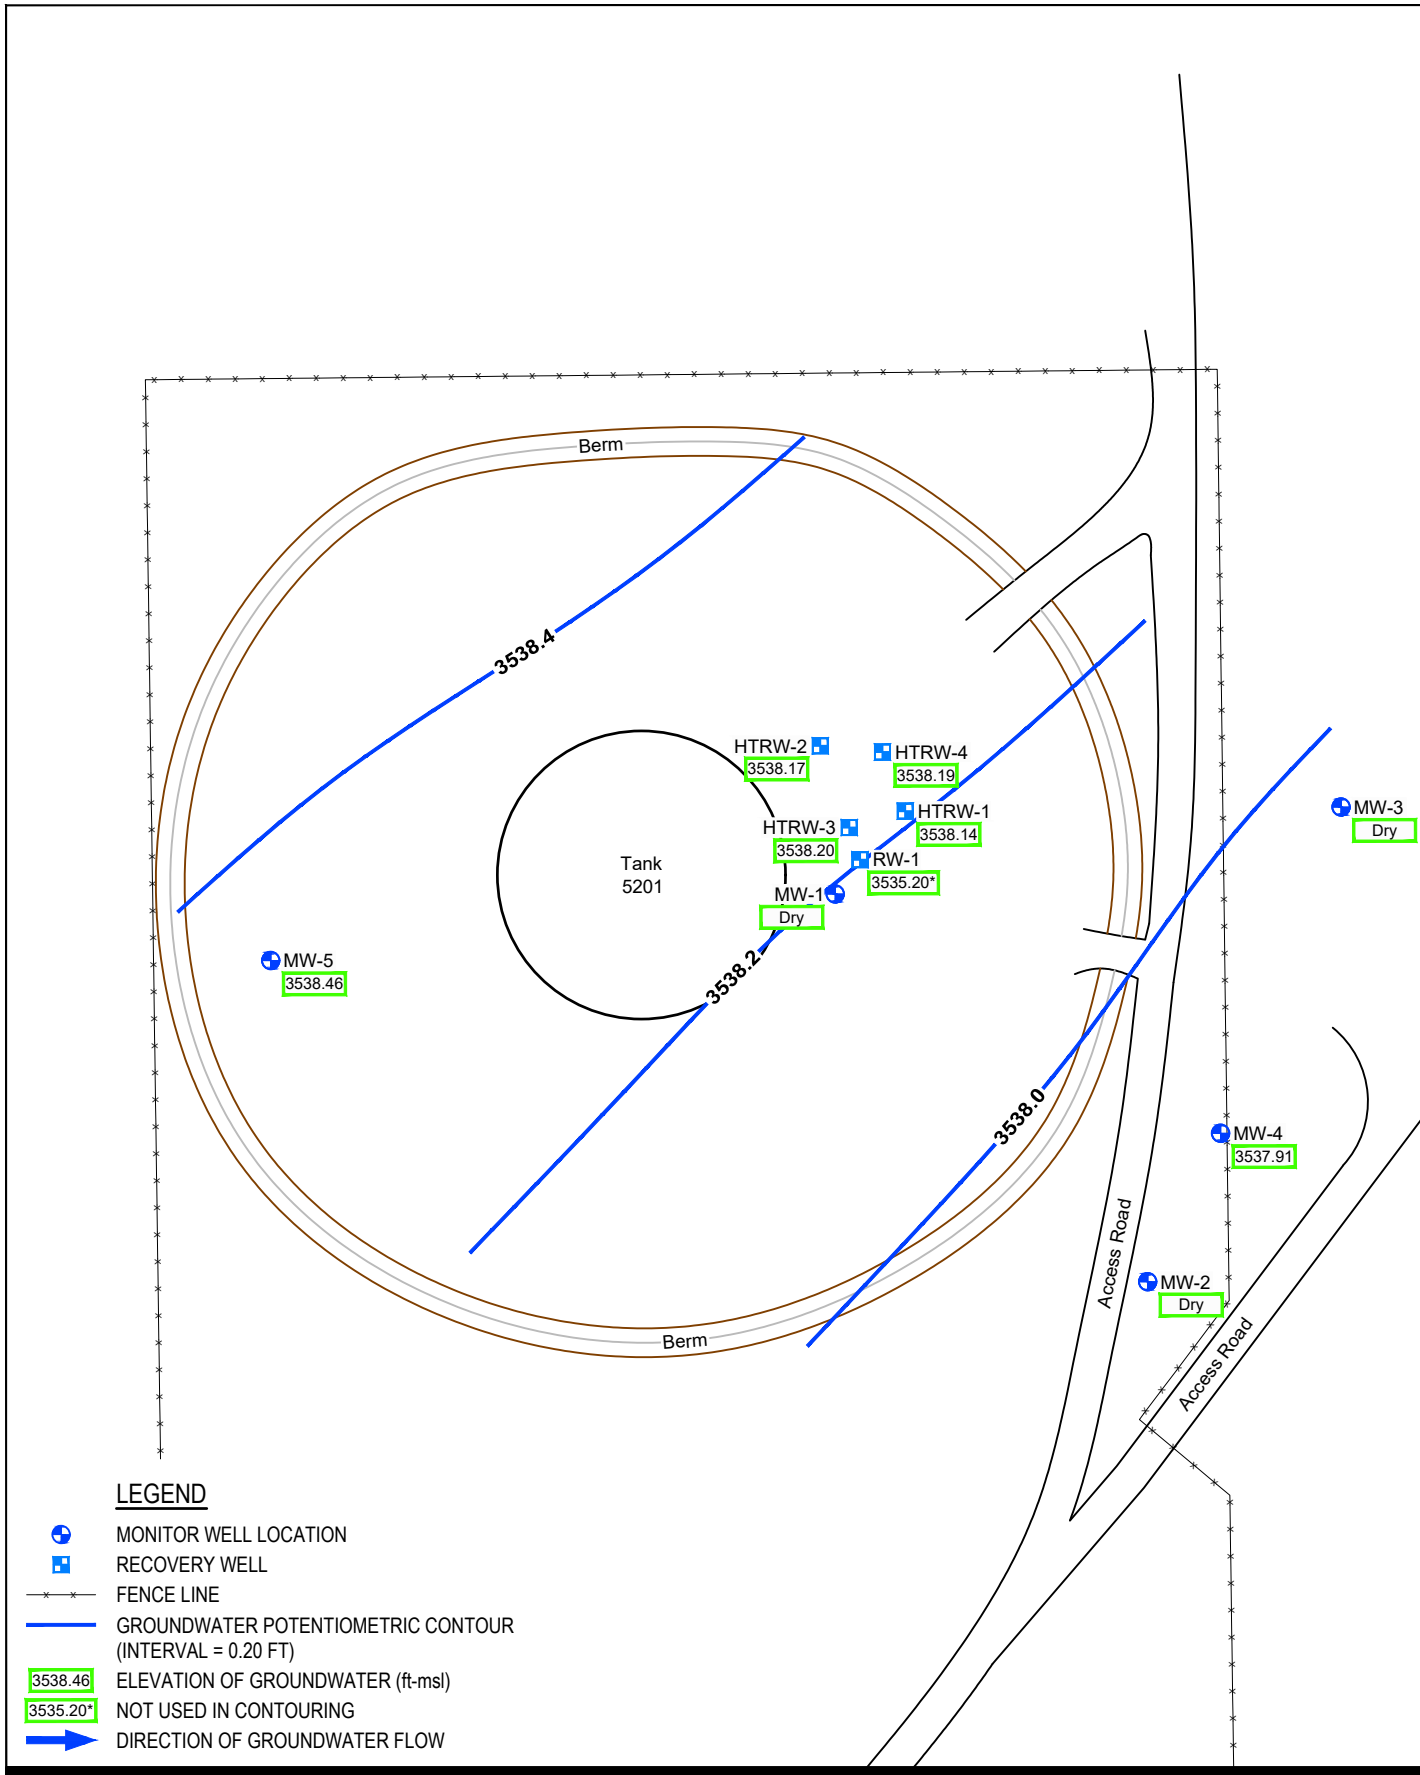 Berm
3538.4
HTRW-2
3538.17
HTRW-4
3538.19
HTRW-1
3538.14
HTRW-3
3538.20
RW-1
3535.20*
MW-1
Dry
Tank
5201
MW-3
Dry
MW-5
3538.46
3538.2
3538.0
MW-4
3537.91
Access Road
MW-2
Dry
Access Road
Berm
LEGEND
MONITOR WELL LOCATION
RECOVERY WELL
FENCE LINE
GROUNDWATER POTENTIOMETRIC CONTOUR
(INTERVAL = 0.20 FT)
3538.46 ELEVATION OF GROUNDWATER (ft-msl)
3535.20* NOT USED IN CONTOURING
DIRECTION OF GROUNDWATER FLOW